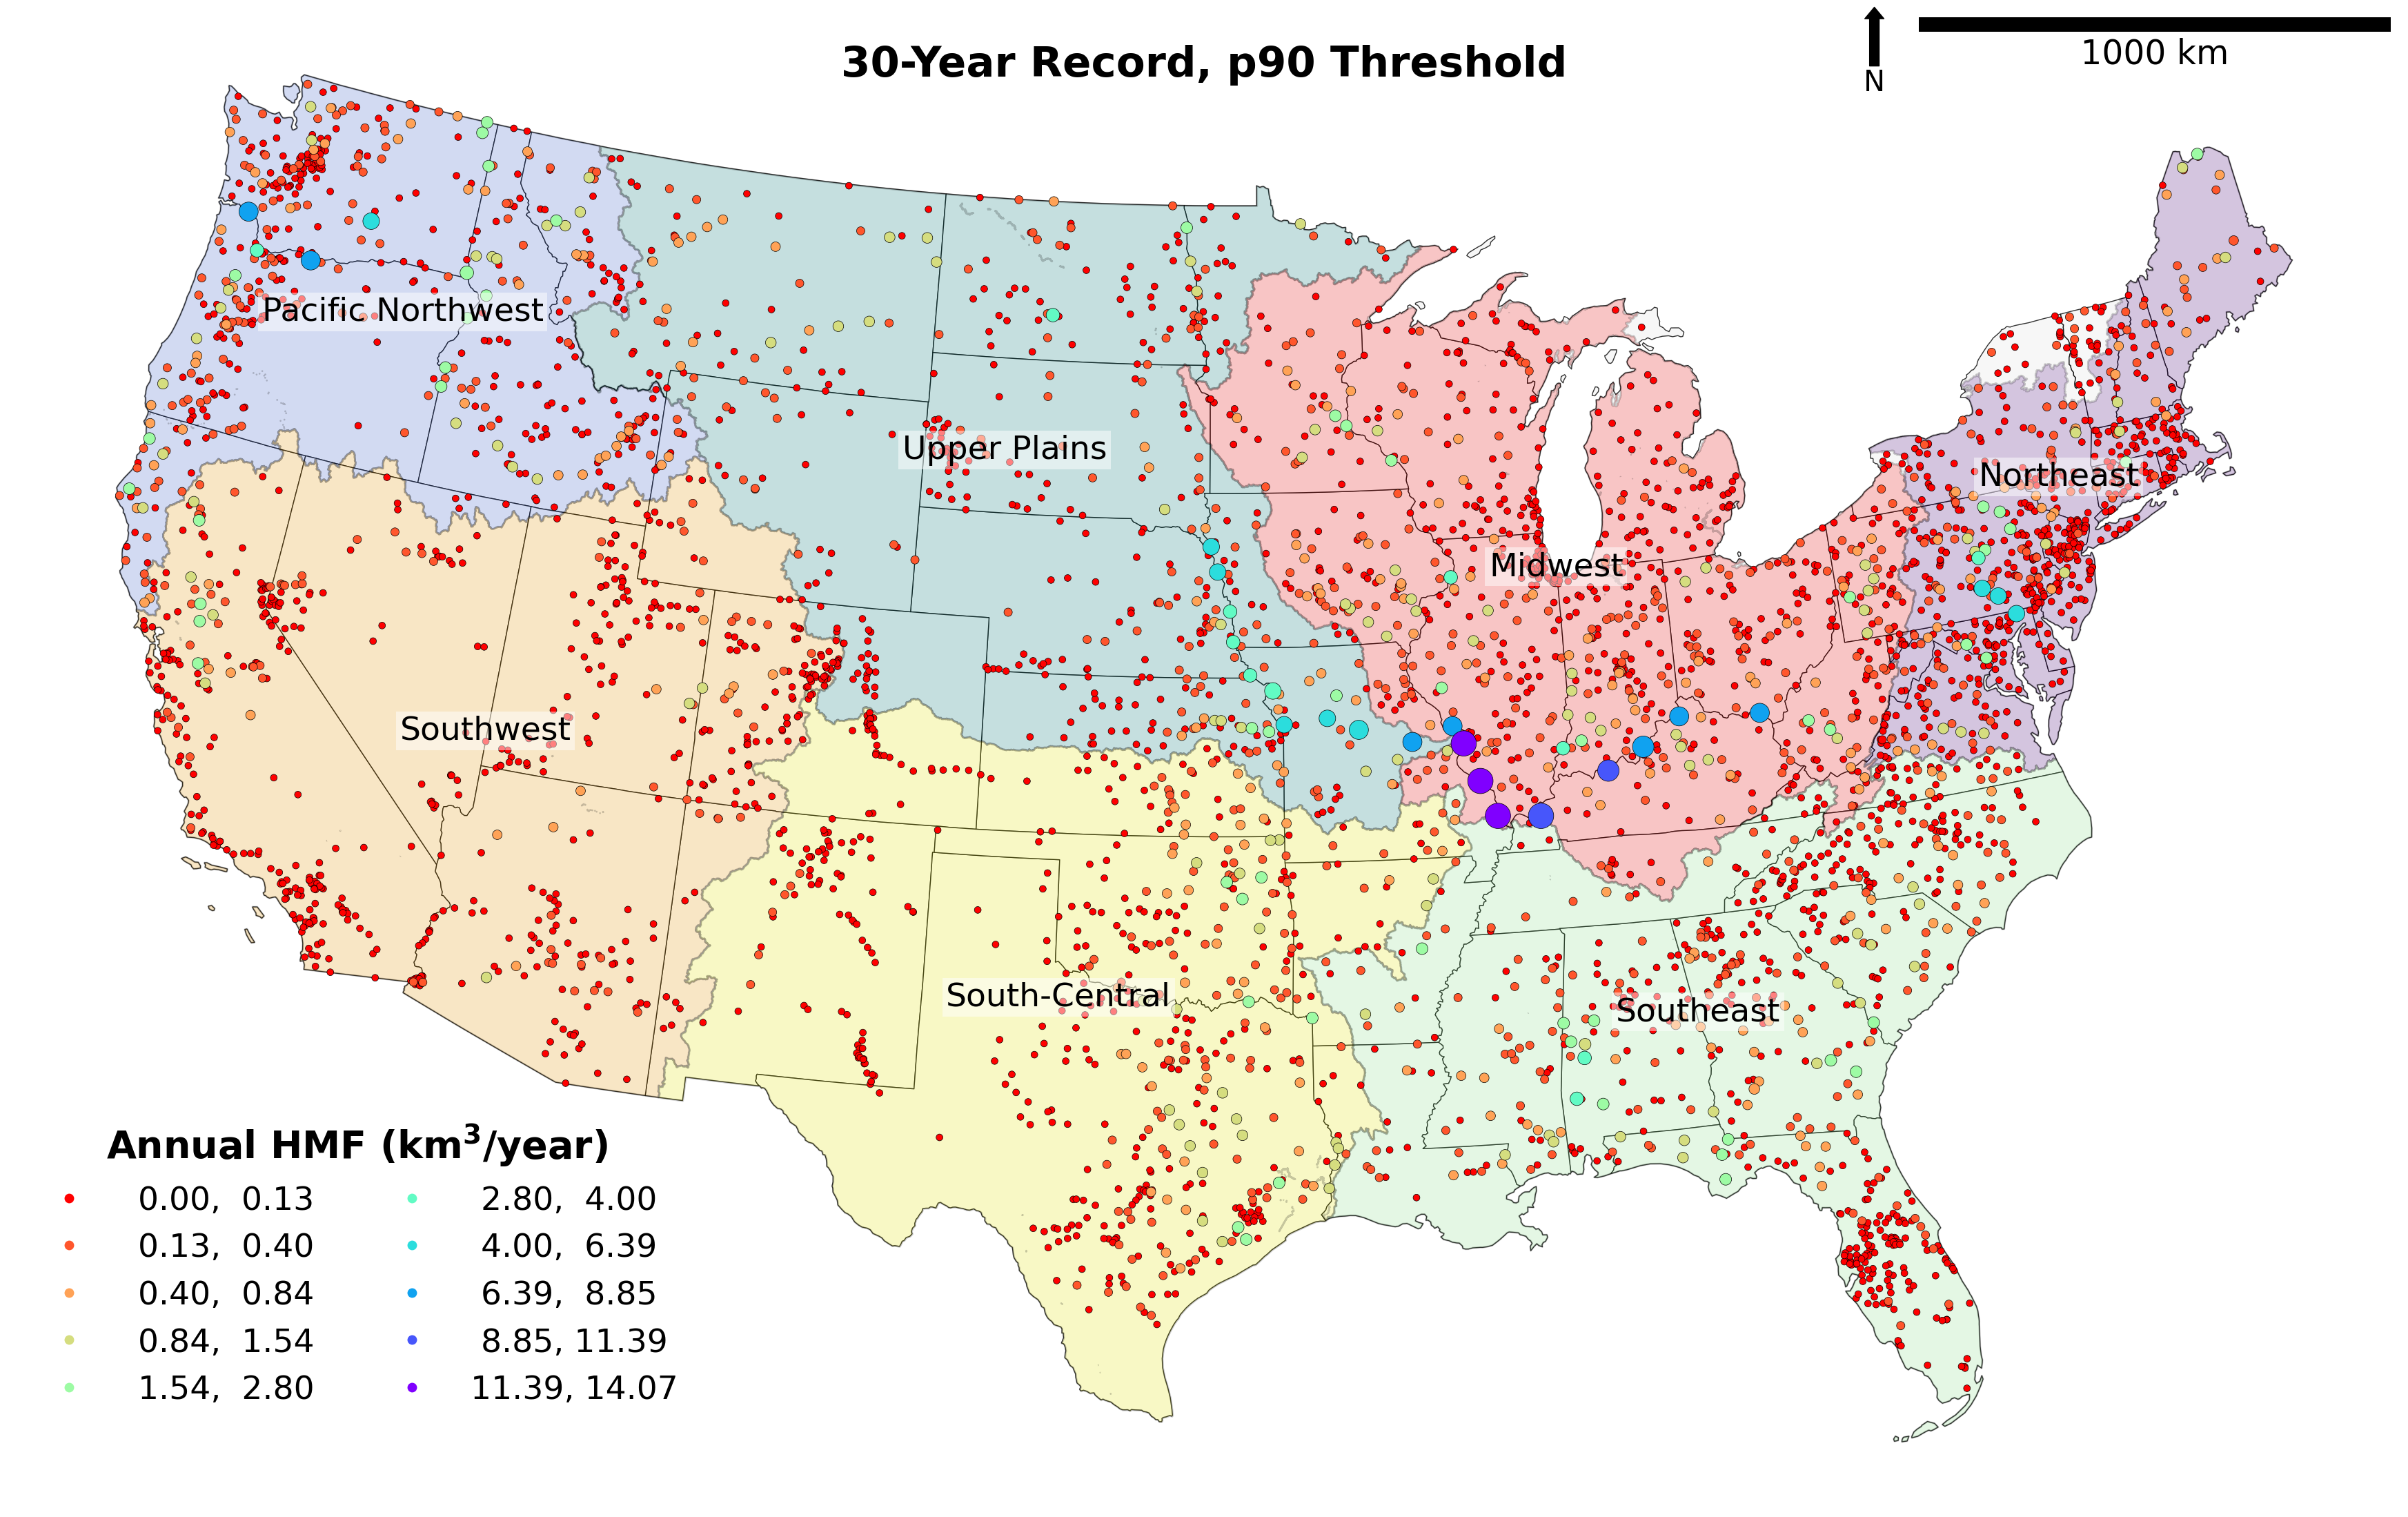 30-Year Record, p90 Threshold
1000 km
N
Pacific Northwest
Upper Plains
Northeast
Midwest
Southwest
South-Central
Southeast
Annual HMF (km³/year)
0.00, 0.13
0.13, 0.40
0.40, 0.84
0.84, 1.54
1.54, 2.80
2.80, 4.00
4.00, 6.39
6.39, 8.85
8.85, 11.39
11.39, 14.07